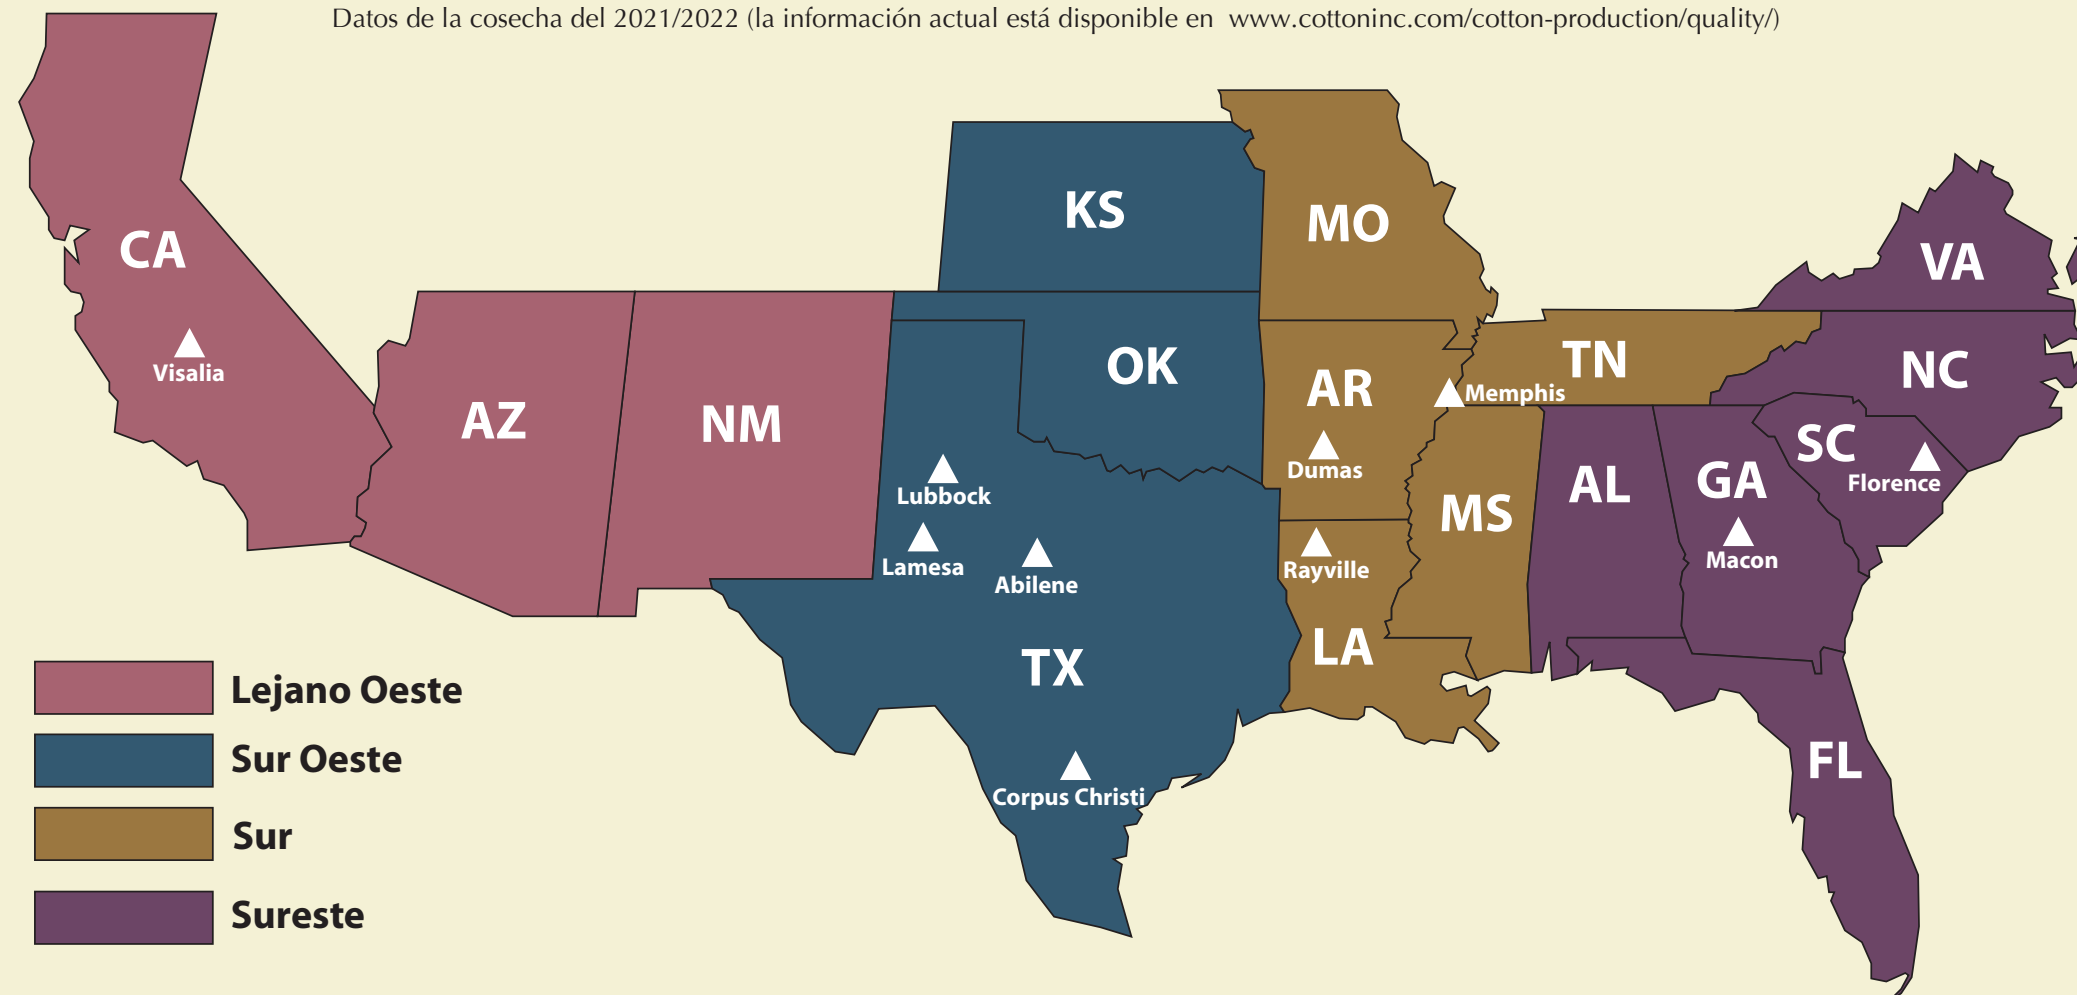 Datos de la cosecha del 2021/2022 (la información actual está disponible en www.cottoninc.com/cotton-production/quality/)
KS
MO
CA
VA
Visalia
OK
TN
NC
AZ
NM
AR
Memphis
SC
Lubbock
Dumas
MS
AL
GA
Florence
Lamesa
Abilene
Rayville
Macon
TX
LA
Lejano Oeste
Sur Oeste
FL
Corpus Christi
Sur
Sureste